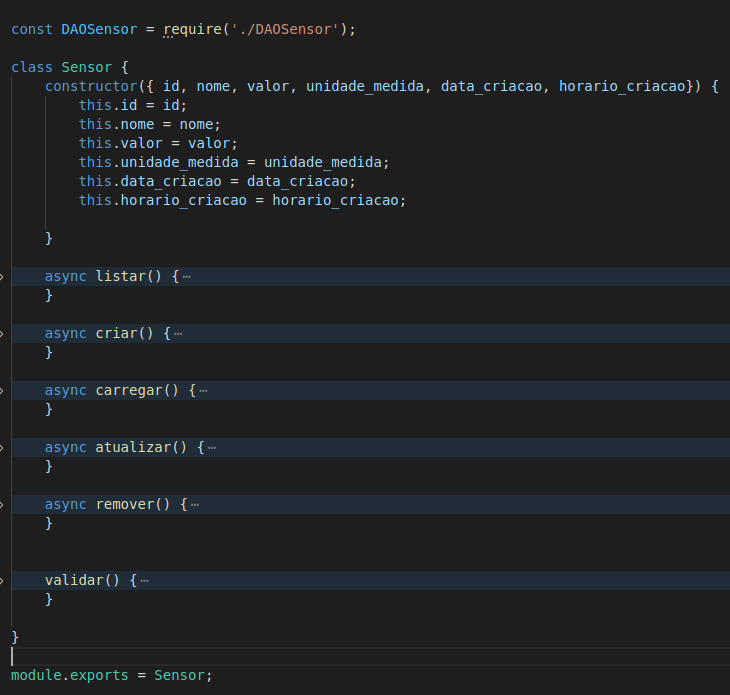 const DAOSensor = require('./DAOSensor');
class Sensor {
constructor({ id, nome, valor, unidade_medida, data_criacao, horario_criacao}) {
this.id = id;
this.nome = nome;
this.valor = valor;
this.unidade_medida = unidade_medida;
this.data_criacao = data_criacao;
this.horario_criacao = horario_criacao;
}
async listar() {⋯
}
async criar() {⋯
}
async carregar() {⋯
}
async atualizar() {⋯
}
async remover() {⋯
}
validar() {⋯
}
}
module.exports = Sensor;